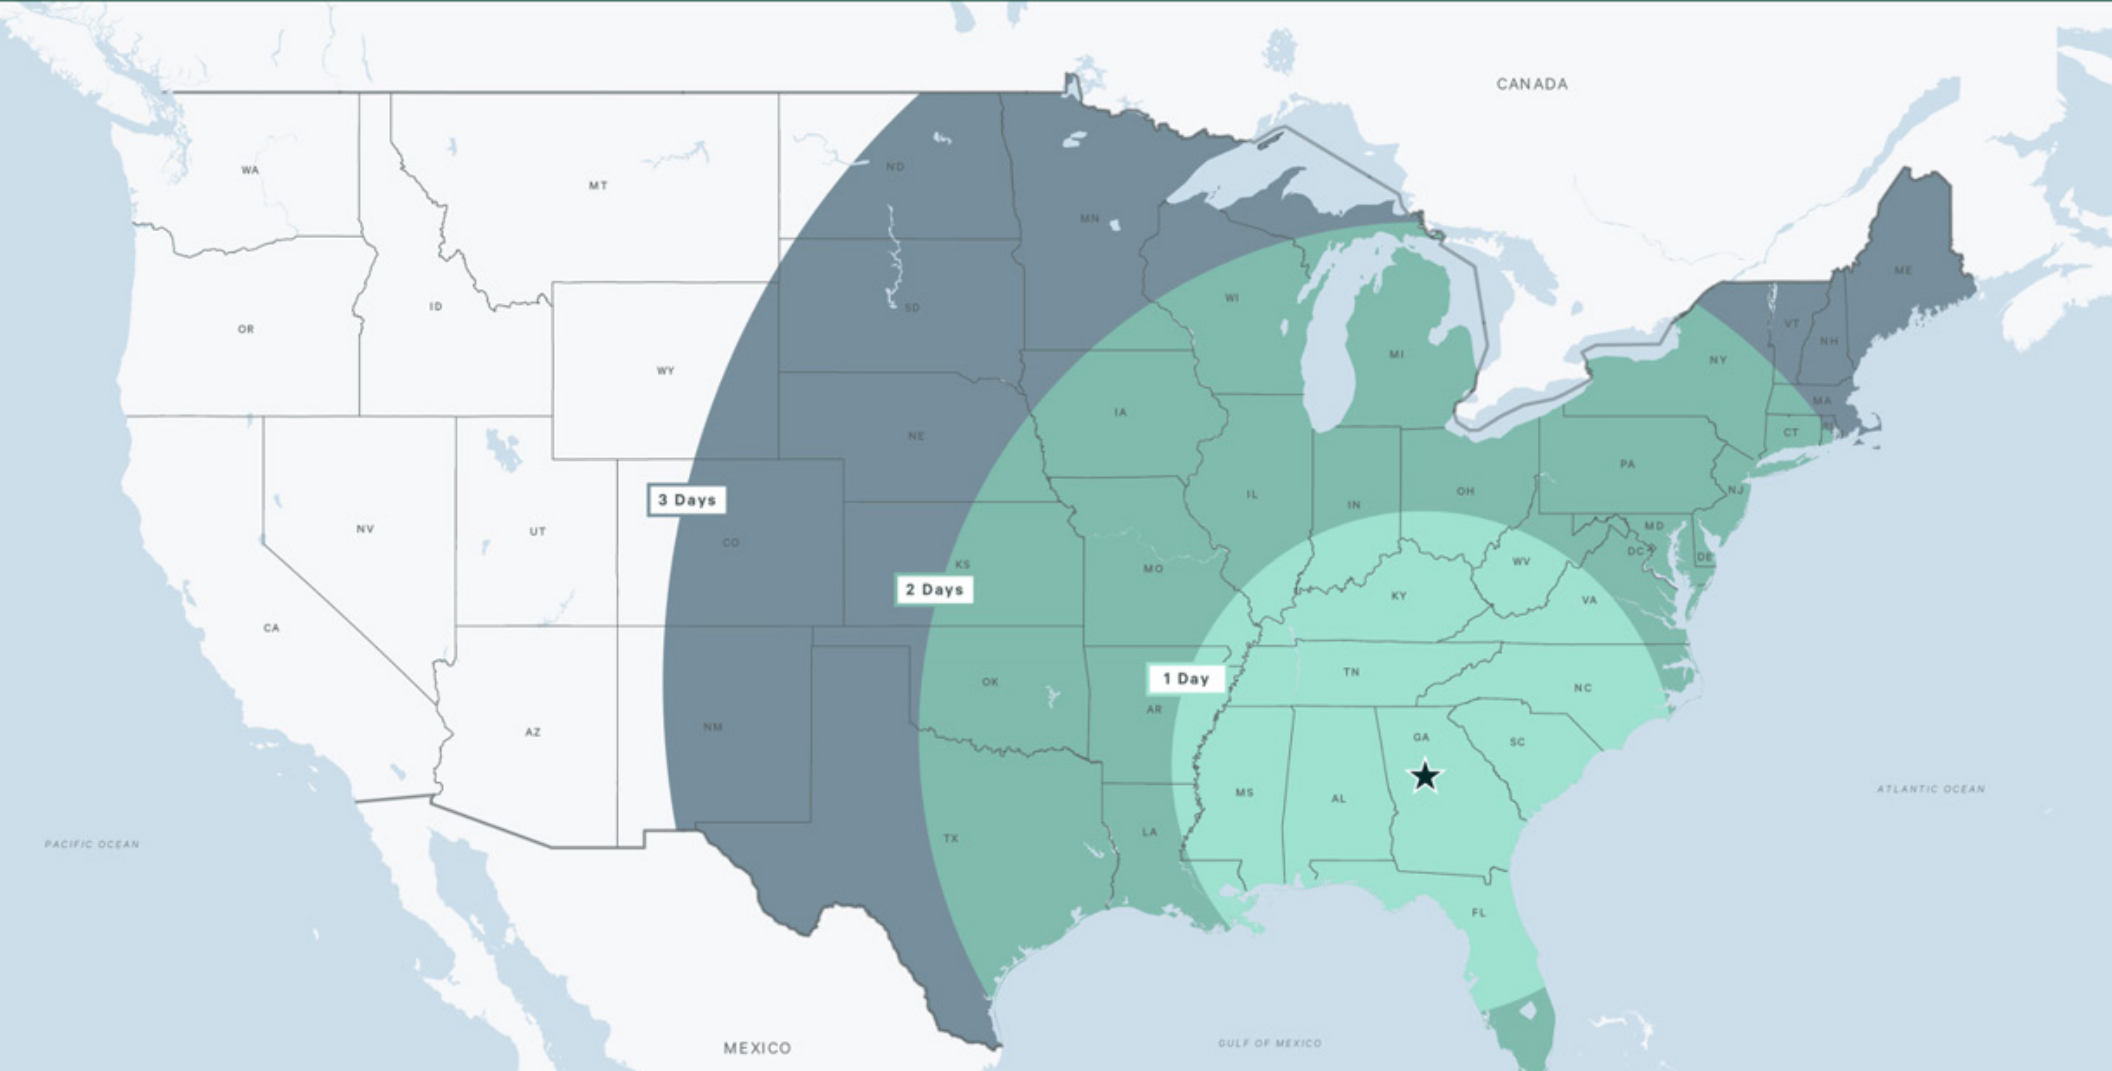 CANADA
WA
MT
ND
MN
ME
OR
ID
SD
WI
VT
NH
WY
MI
NY
IA
MA
NE
CT
RI
3 Days
PA
IL
IN
OH
NJ
NV
UT
CO
MD
DC
DE
KS
MO
WV
2 Days
KY
VA
CA
1 Day
TN
OK
NC
AR
AZ
NM
GA
SC
MS
AL
ATLANTIC OCEAN
PACIFIC OCEAN
TX
LA
FL
MEXICO
GULF OF MEXICO